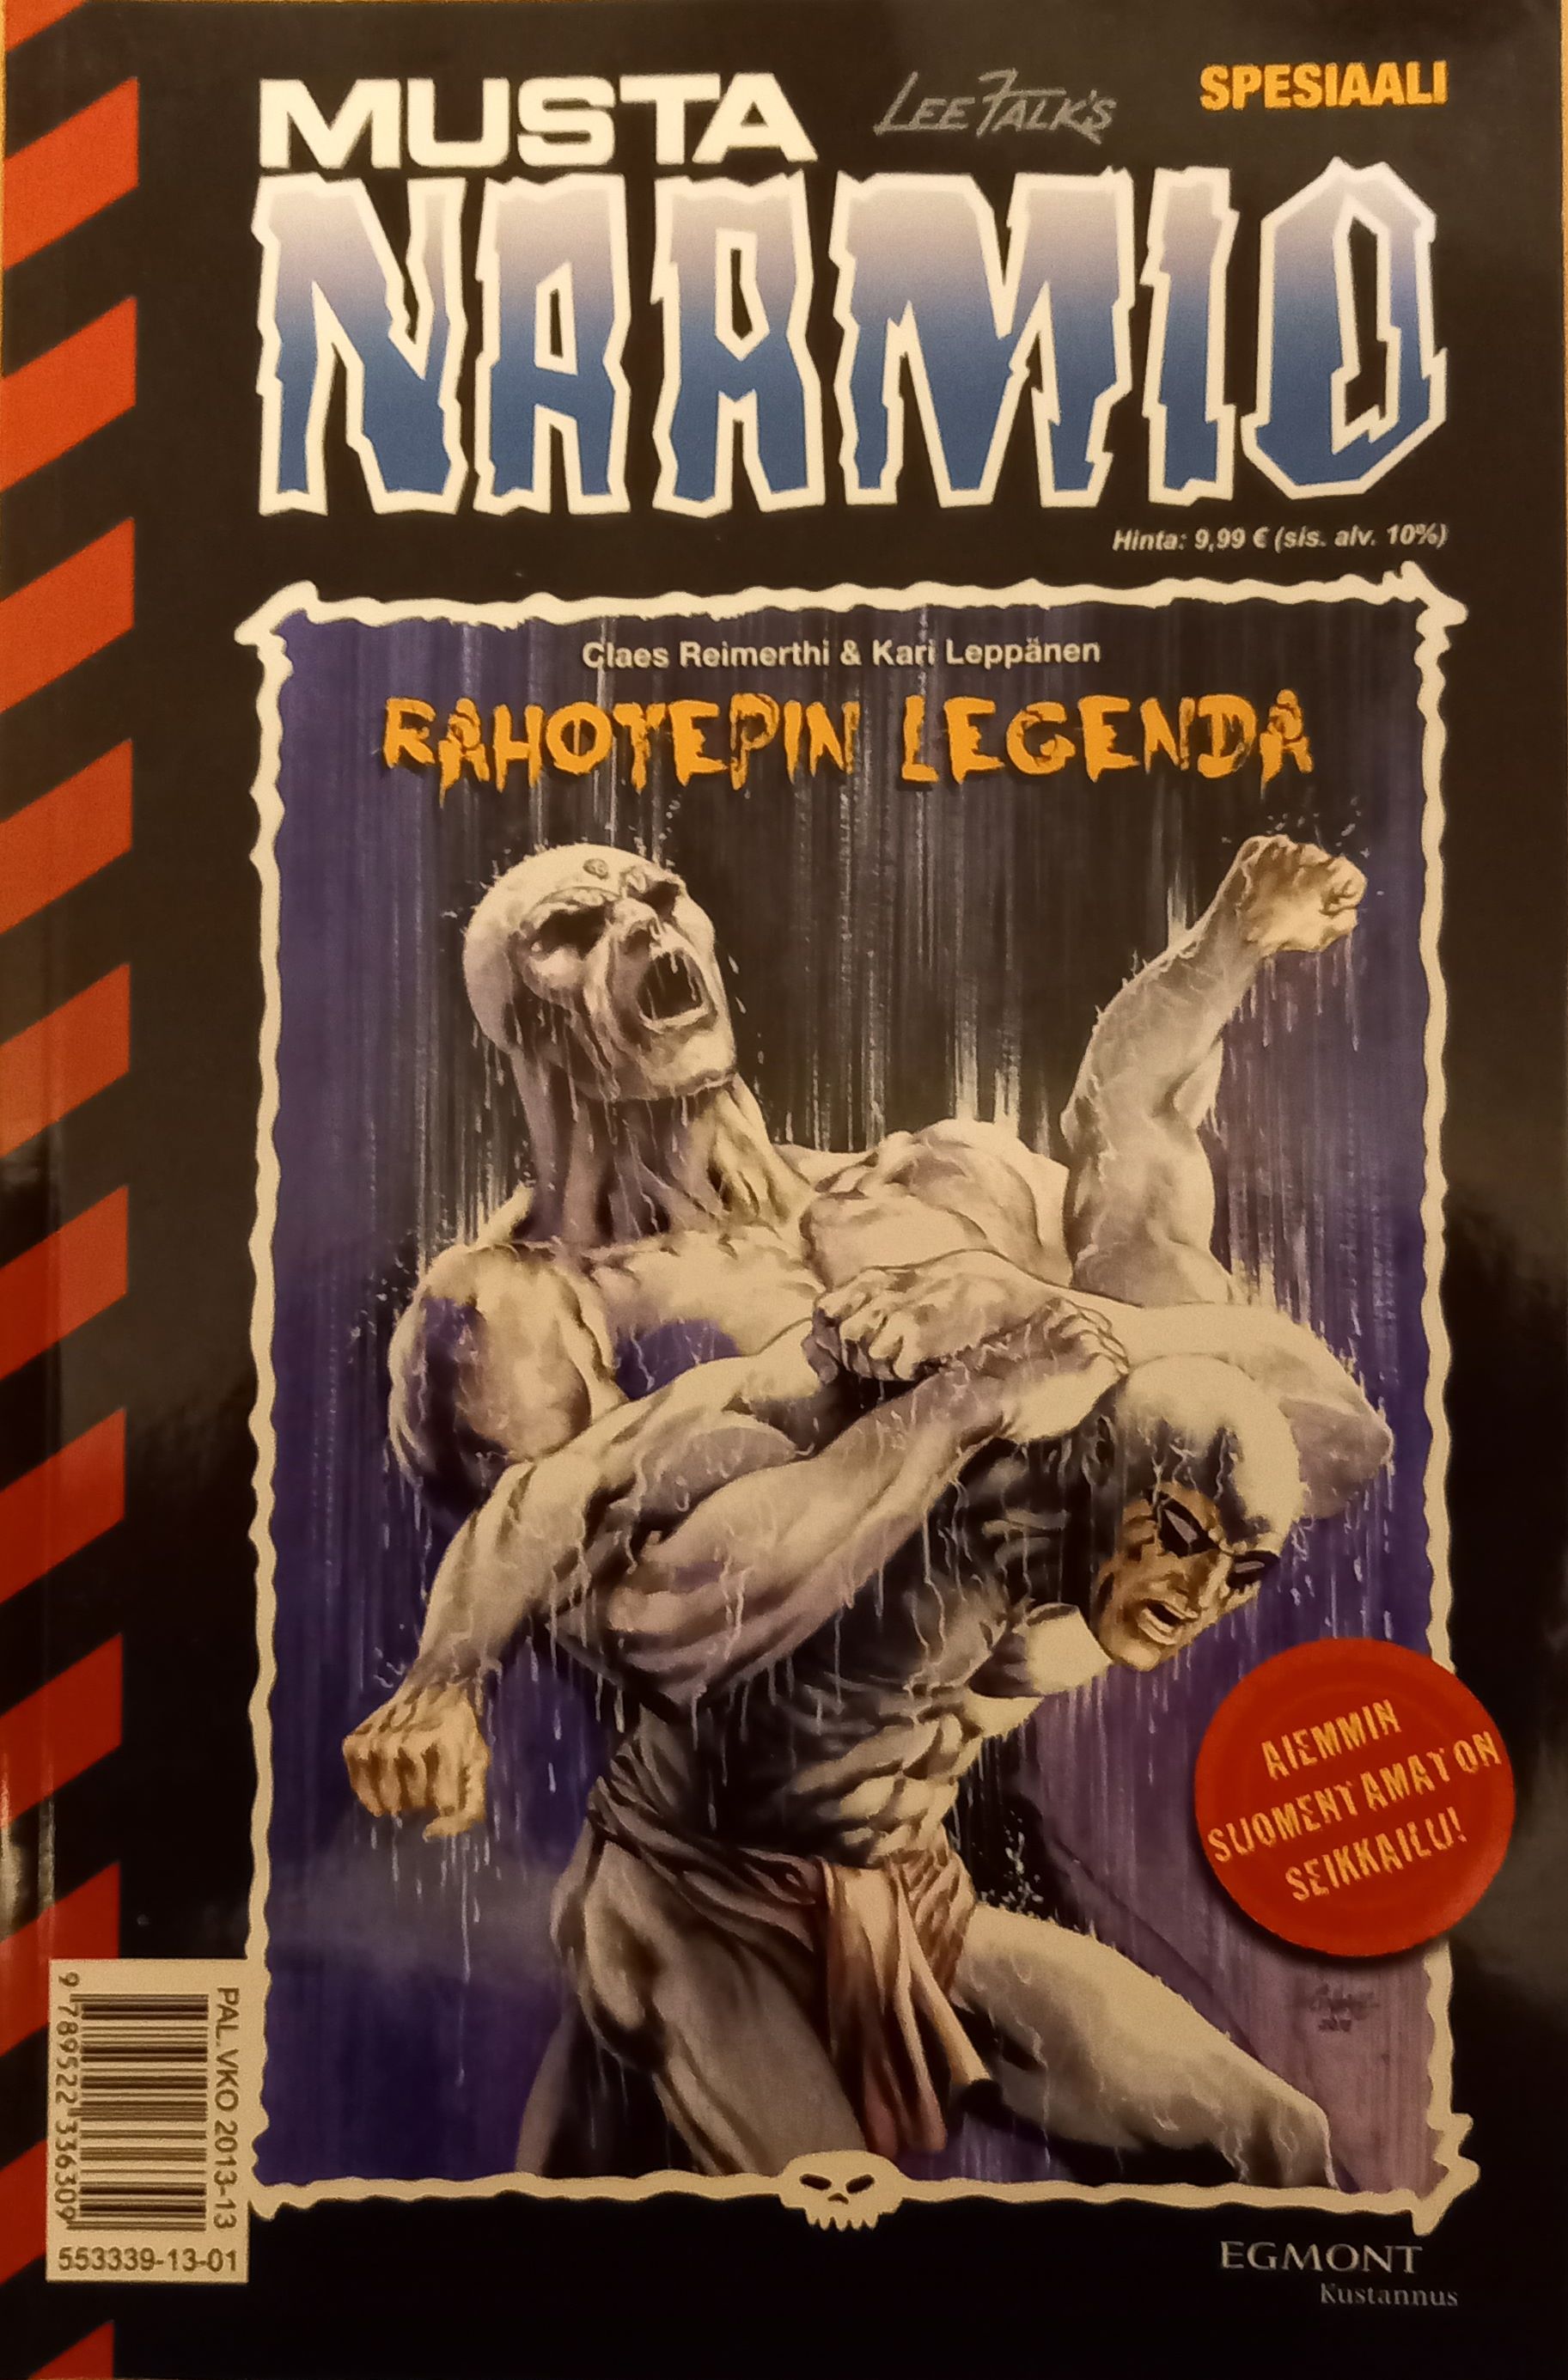 MUSTA
LEE FALK'S
SPESIAALI
NAAMIO
Hinta: 9,99 € (sis. alv. 10%)
Claes Reimerthi & Kari Leppänen
RAHOTEPIN LEGENDA
AIEMMIN
SUOMENTAMATON
SEIKKAILU!
PAL. VKO 2013-13
9 789522 336309
553339-13-01
EGMONT
Kustannus